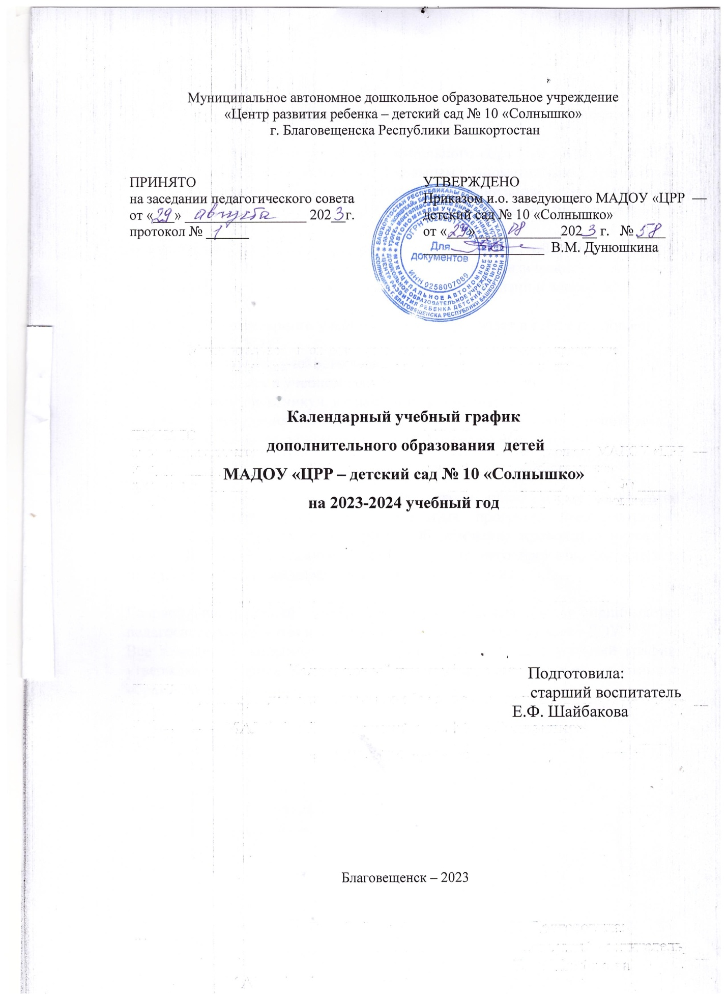 Муниципальное автономное дошкольное образовательное учреждение
«Центр развития ребенка – детский сад № 10 «Солнышко»
г. Благовещенска Республики Башкортостан
ПРИНЯТО
на заседании педагогического совета
от «29» августа 2023г.
протокол № 1
УТВЕРЖДЕНО
Приказом и.о. заведующего МАДОУ «ЦРР —
детский сад № 10 «Солнышко»
от «29» 08 2023 г. № 58
В.М. Дунюшкина
Для
документов
ИНН 0258007089
МУНИЦИПАЛЬНОЕ АВТОНОМНОЕ
ДОШКОЛЬНОЕ ОБРАЗОВАТЕЛЬНОЕ УЧРЕЖДЕНИЕ
ЦЕНТР РАЗВИТИЯ РЕБЕНКА ДЕТСКИЙ САД №10
«СОЛНЫШКО» Г. БЛАГОВЕЩЕНСКА РЕСПУБЛИКИ БАШКОРТОСТАН
Календарный учебный график
дополнительного образования детей
МАДОУ «ЦРР – детский сад № 10 «Солнышко»
на 2023-2024 учебный год
Подготовила:
старший воспитатель
Е.Ф. Шайбакова
Благовещенск – 2023